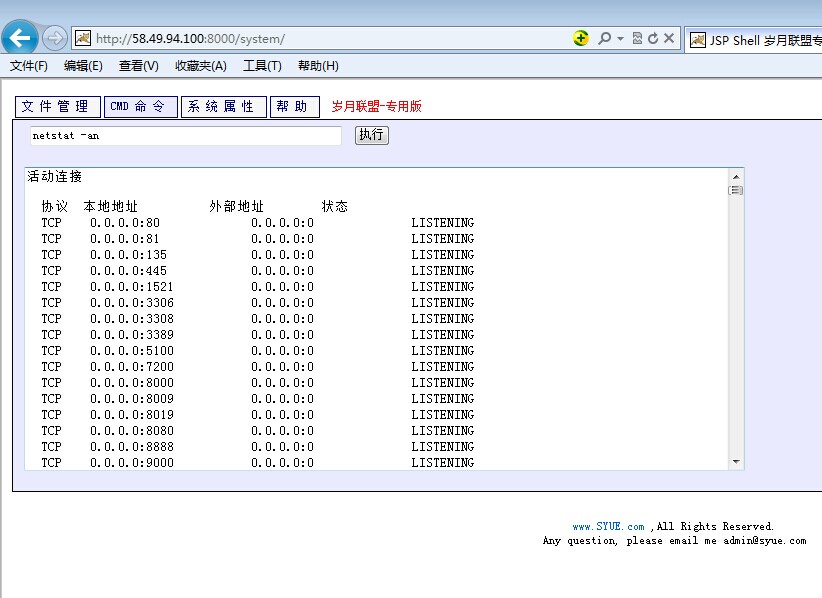 http://58.49.94.100:8000/system/
JSP Shell 岁月联盟专
文件(F) 编辑(E) 查看(V) 收藏夹(A) 工具(T) 帮助(H)
文 件 管 理 CMD 命 令 系 统 属 性 帮 助 岁月联盟-专用版
netstat -an 执行
活动连接
协议 本地地址 外部地址 状态
TCP 0.0.0.0:80 0.0.0.0:0 LISTENING
TCP 0.0.0.0:81 0.0.0.0:0 LISTENING
TCP 0.0.0.0:135 0.0.0.0:0 LISTENING
TCP 0.0.0.0:445 0.0.0.0:0 LISTENING
TCP 0.0.0.0:1521 0.0.0.0:0 LISTENING
TCP 0.0.0.0:3306 0.0.0.0:0 LISTENING
TCP 0.0.0.0:3308 0.0.0.0:0 LISTENING
TCP 0.0.0.0:3389 0.0.0.0:0 LISTENING
TCP 0.0.0.0:5100 0.0.0.0:0 LISTENING
TCP 0.0.0.0:7200 0.0.0.0:0 LISTENING
TCP 0.0.0.0:8000 0.0.0.0:0 LISTENING
TCP 0.0.0.0:8009 0.0.0.0:0 LISTENING
TCP 0.0.0.0:8019 0.0.0.0:0 LISTENING
TCP 0.0.0.0:8080 0.0.0.0:0 LISTENING
TCP 0.0.0.0:8888 0.0.0.0:0 LISTENING
TCP 0.0.0.0:9000 0.0.0.0:0 LISTENING
www.SYUE.com ,All Rights Reserved.
Any question, please email me admin@syue.com